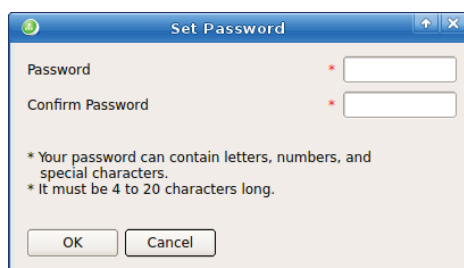 Set Password
Password *
Confirm Password *
* Your password can contain letters, numbers, and
special characters.
* It must be 4 to 20 characters long.
OK Cancel